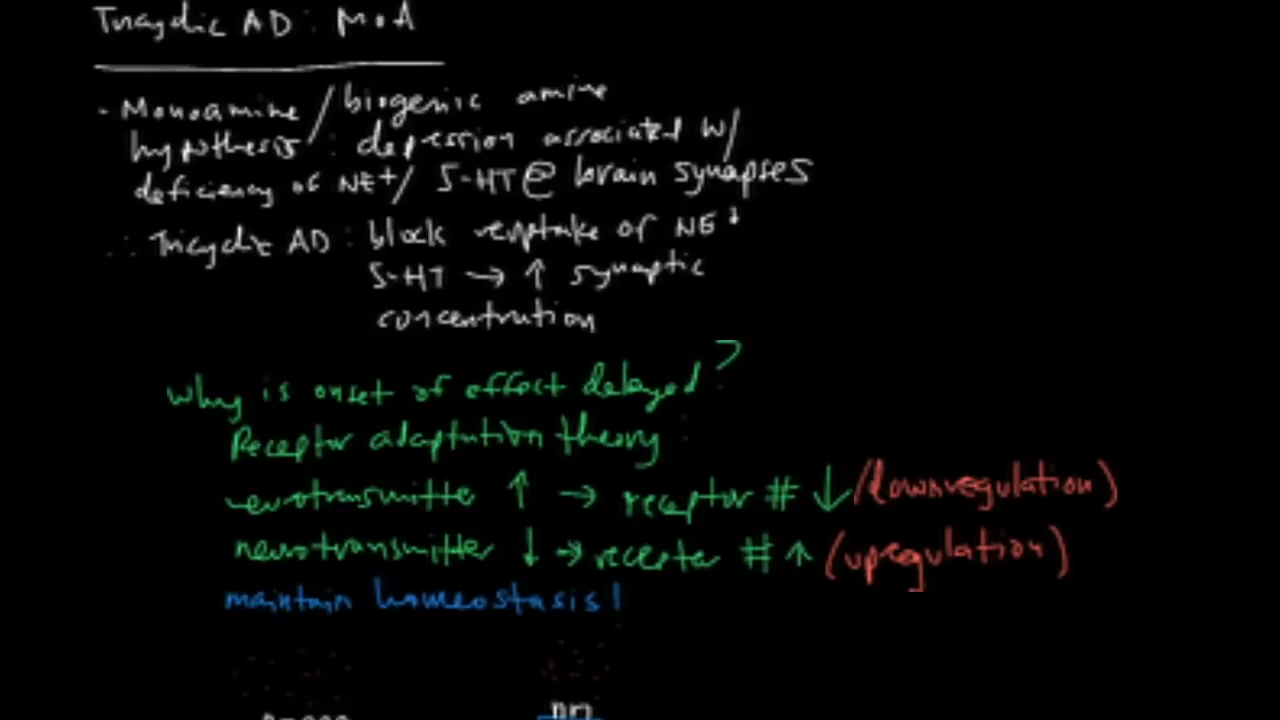 Tricyclic AD: MoA
- Monoamine / biogenic amine
hypothesis: depression associated w/
deficiency of NE +/ 5-HT @ brain synapses
∴ Tricyclic AD: block reuptake of NE +
5-HT → ↑ synaptic
concentration
Why is onset of effect delayed?
Receptor adaptation theory:
neurotransmitte ↑ → receptor # ↓ (downregulation)
neurotransmitter ↓ → recepter # ↑ (upregulation)
maintain homeostasis!